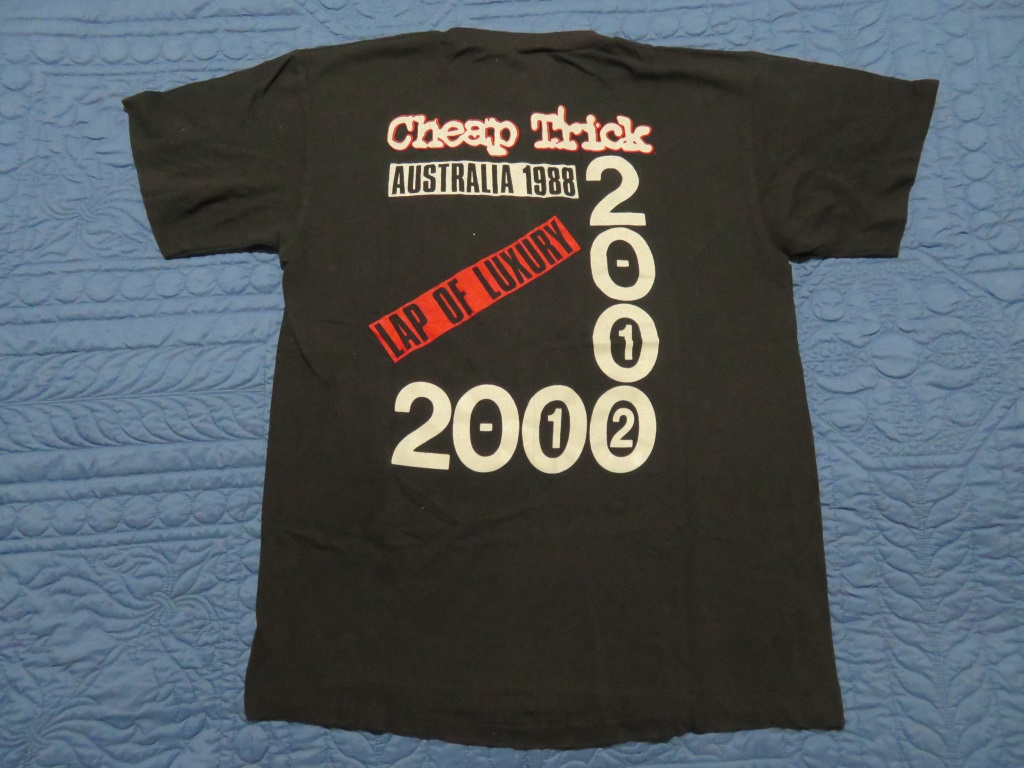 Cheap Trick
AUSTRALIA 1988
2
0
-
0
1
LAP OF LUXURY
2000
-12